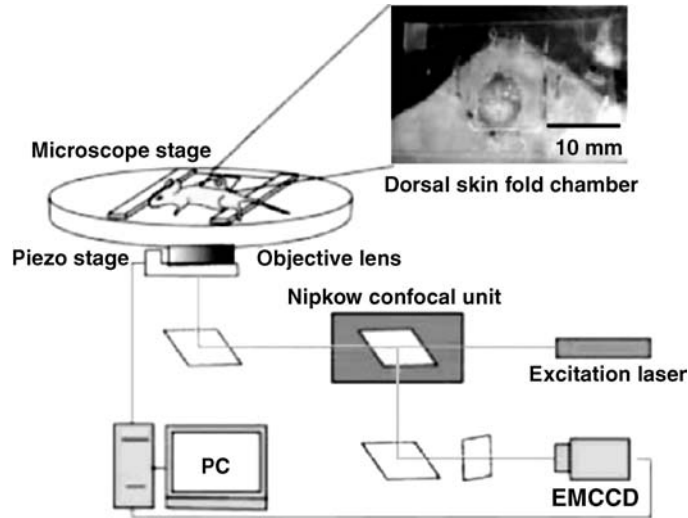 10 mm
Microscope stage
Dorsal skin fold chamber
Piezo stage
Objective lens
Nipkow confocal unit
Excitation laser
PC
EMCCD